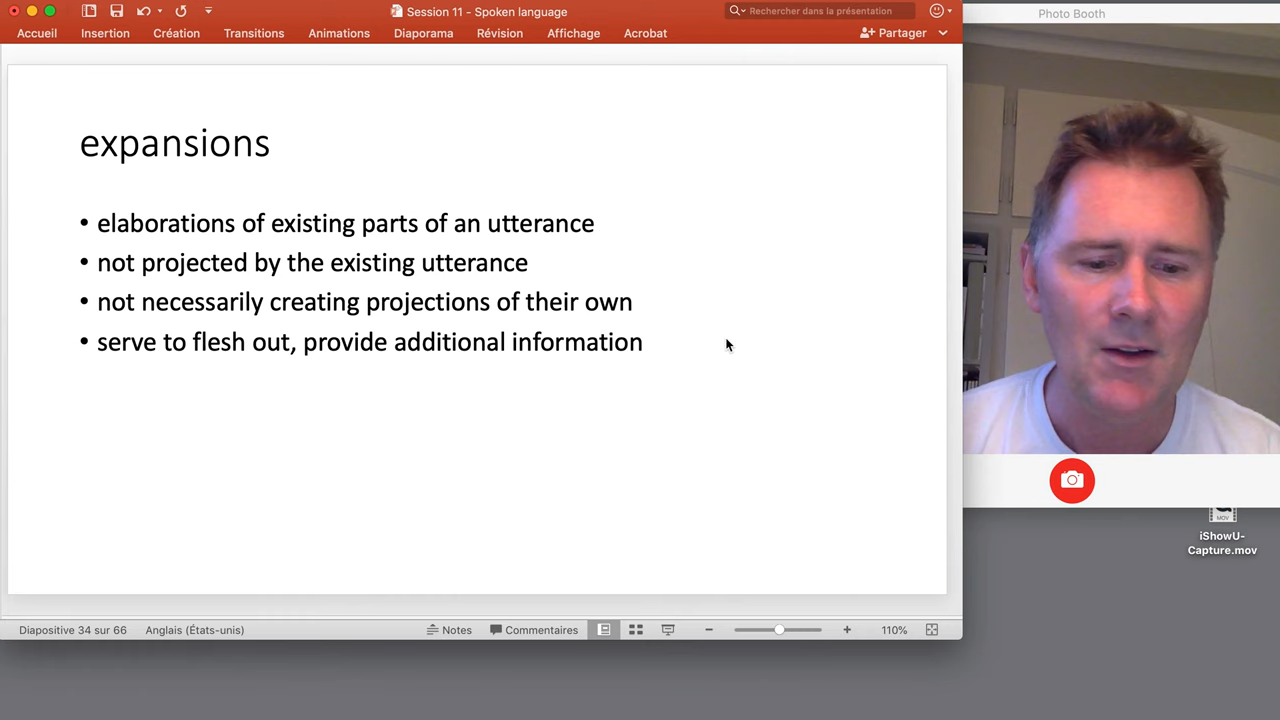 Session 11 - Spoken language
Rechercher dans la présentation
Photo Booth
Accueil
Insertion
Création
Transitions
Animations
Diaporama
Révision
Affichage
Acrobat
Partager
expansions
• elaborations of existing parts of an utterance
• not projected by the existing utterance
• not necessarily creating projections of their own
• serve to flesh out, provide additional information
MOV
iShowU-
Capture.mov
Diapositive 34 sur 66
Anglais (États-unis)
Notes
Commentaires
110%